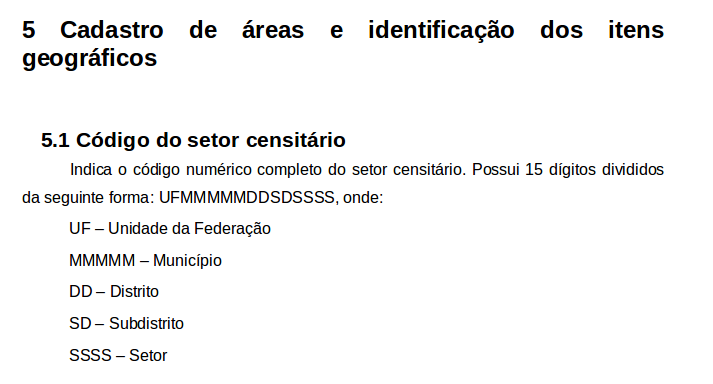 5 Cadastro de áreas e identificação dos itens
geográficos
5.1 Código do setor censitário
Indica o código numérico completo do setor censitário. Possui 15 dígitos divididos
da seguinte forma: UFMMMMMDDSDSSSS, onde:
UF – Unidade da Federação
MMMMM – Município
DD – Distrito
SD – Subdistrito
SSSS – Setor